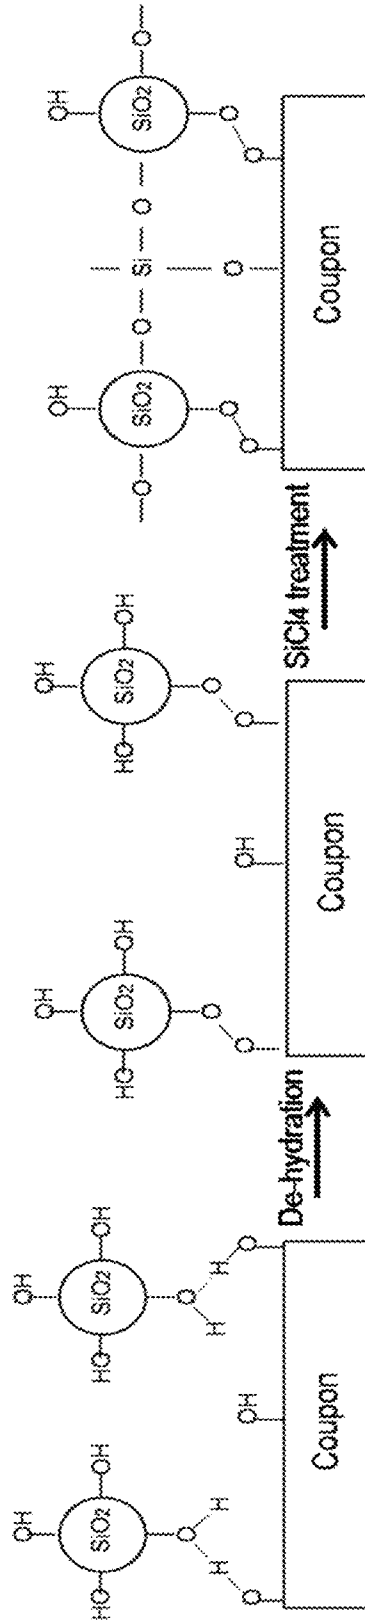 OH OH
HO SiO2 OH HO SiO2 OH
O O
H H H H
O OH O
Coupon
De-hydration
OH OH
HO SiO2 OH HO SiO2 OH
O O
O OH O
Coupon
SiCl4 treatment
OH OH
O SiO2 O Si O SiO2 O
O O O
O O
Coupon